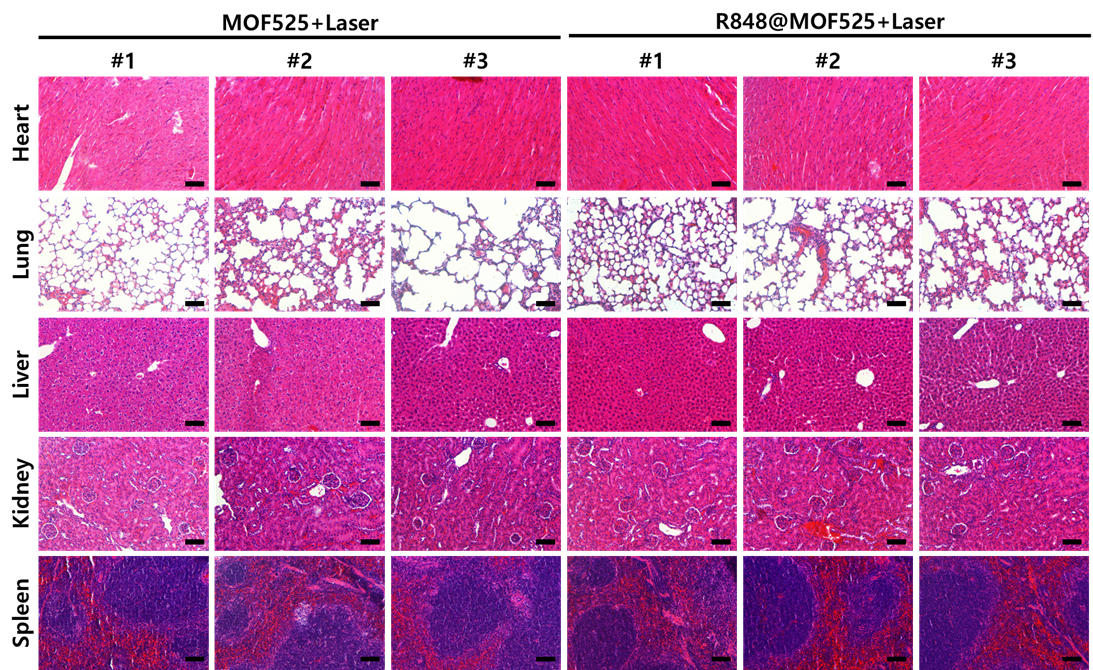 MOF525+Laser R848@MOF525+Laser
#1 #2 #3 #1 #2 #3
Heart
Lung
Liver
Kidney
Spleen